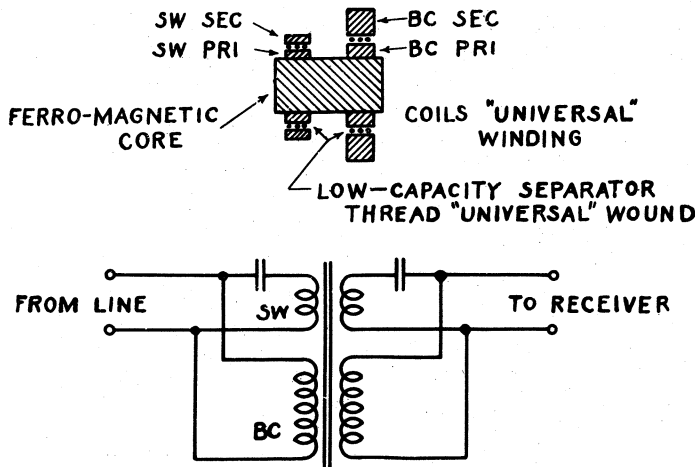 SW SEC
BC SEC
SW PRI
BC PRI
FERRO-MAGNETIC
CORE
COILS "UNIVERSAL"
WINDING
LOW-CAPACITY SEPARATOR
THREAD "UNIVERSAL" WOUND
FROM LINE
SW
TO RECEIVER
BC